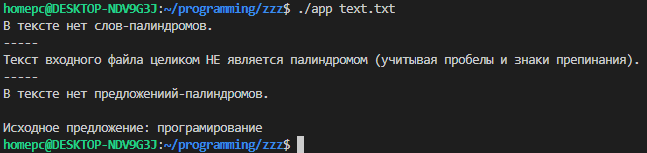 homepc@DESKTOP-NDV9G3J:~/programming/zzz$ ./app text.txt
В тексте нет слов-палиндромов.
-----
Текст входного файла целиком НЕ является палиндромом (учитывая пробелы и знаки препинания).
-----
В тексте нет предложениий-палиндромов.
Исходное предложение: програмирование
homepc@DESKTOP-NDV9G3J:~/programming/zzz$